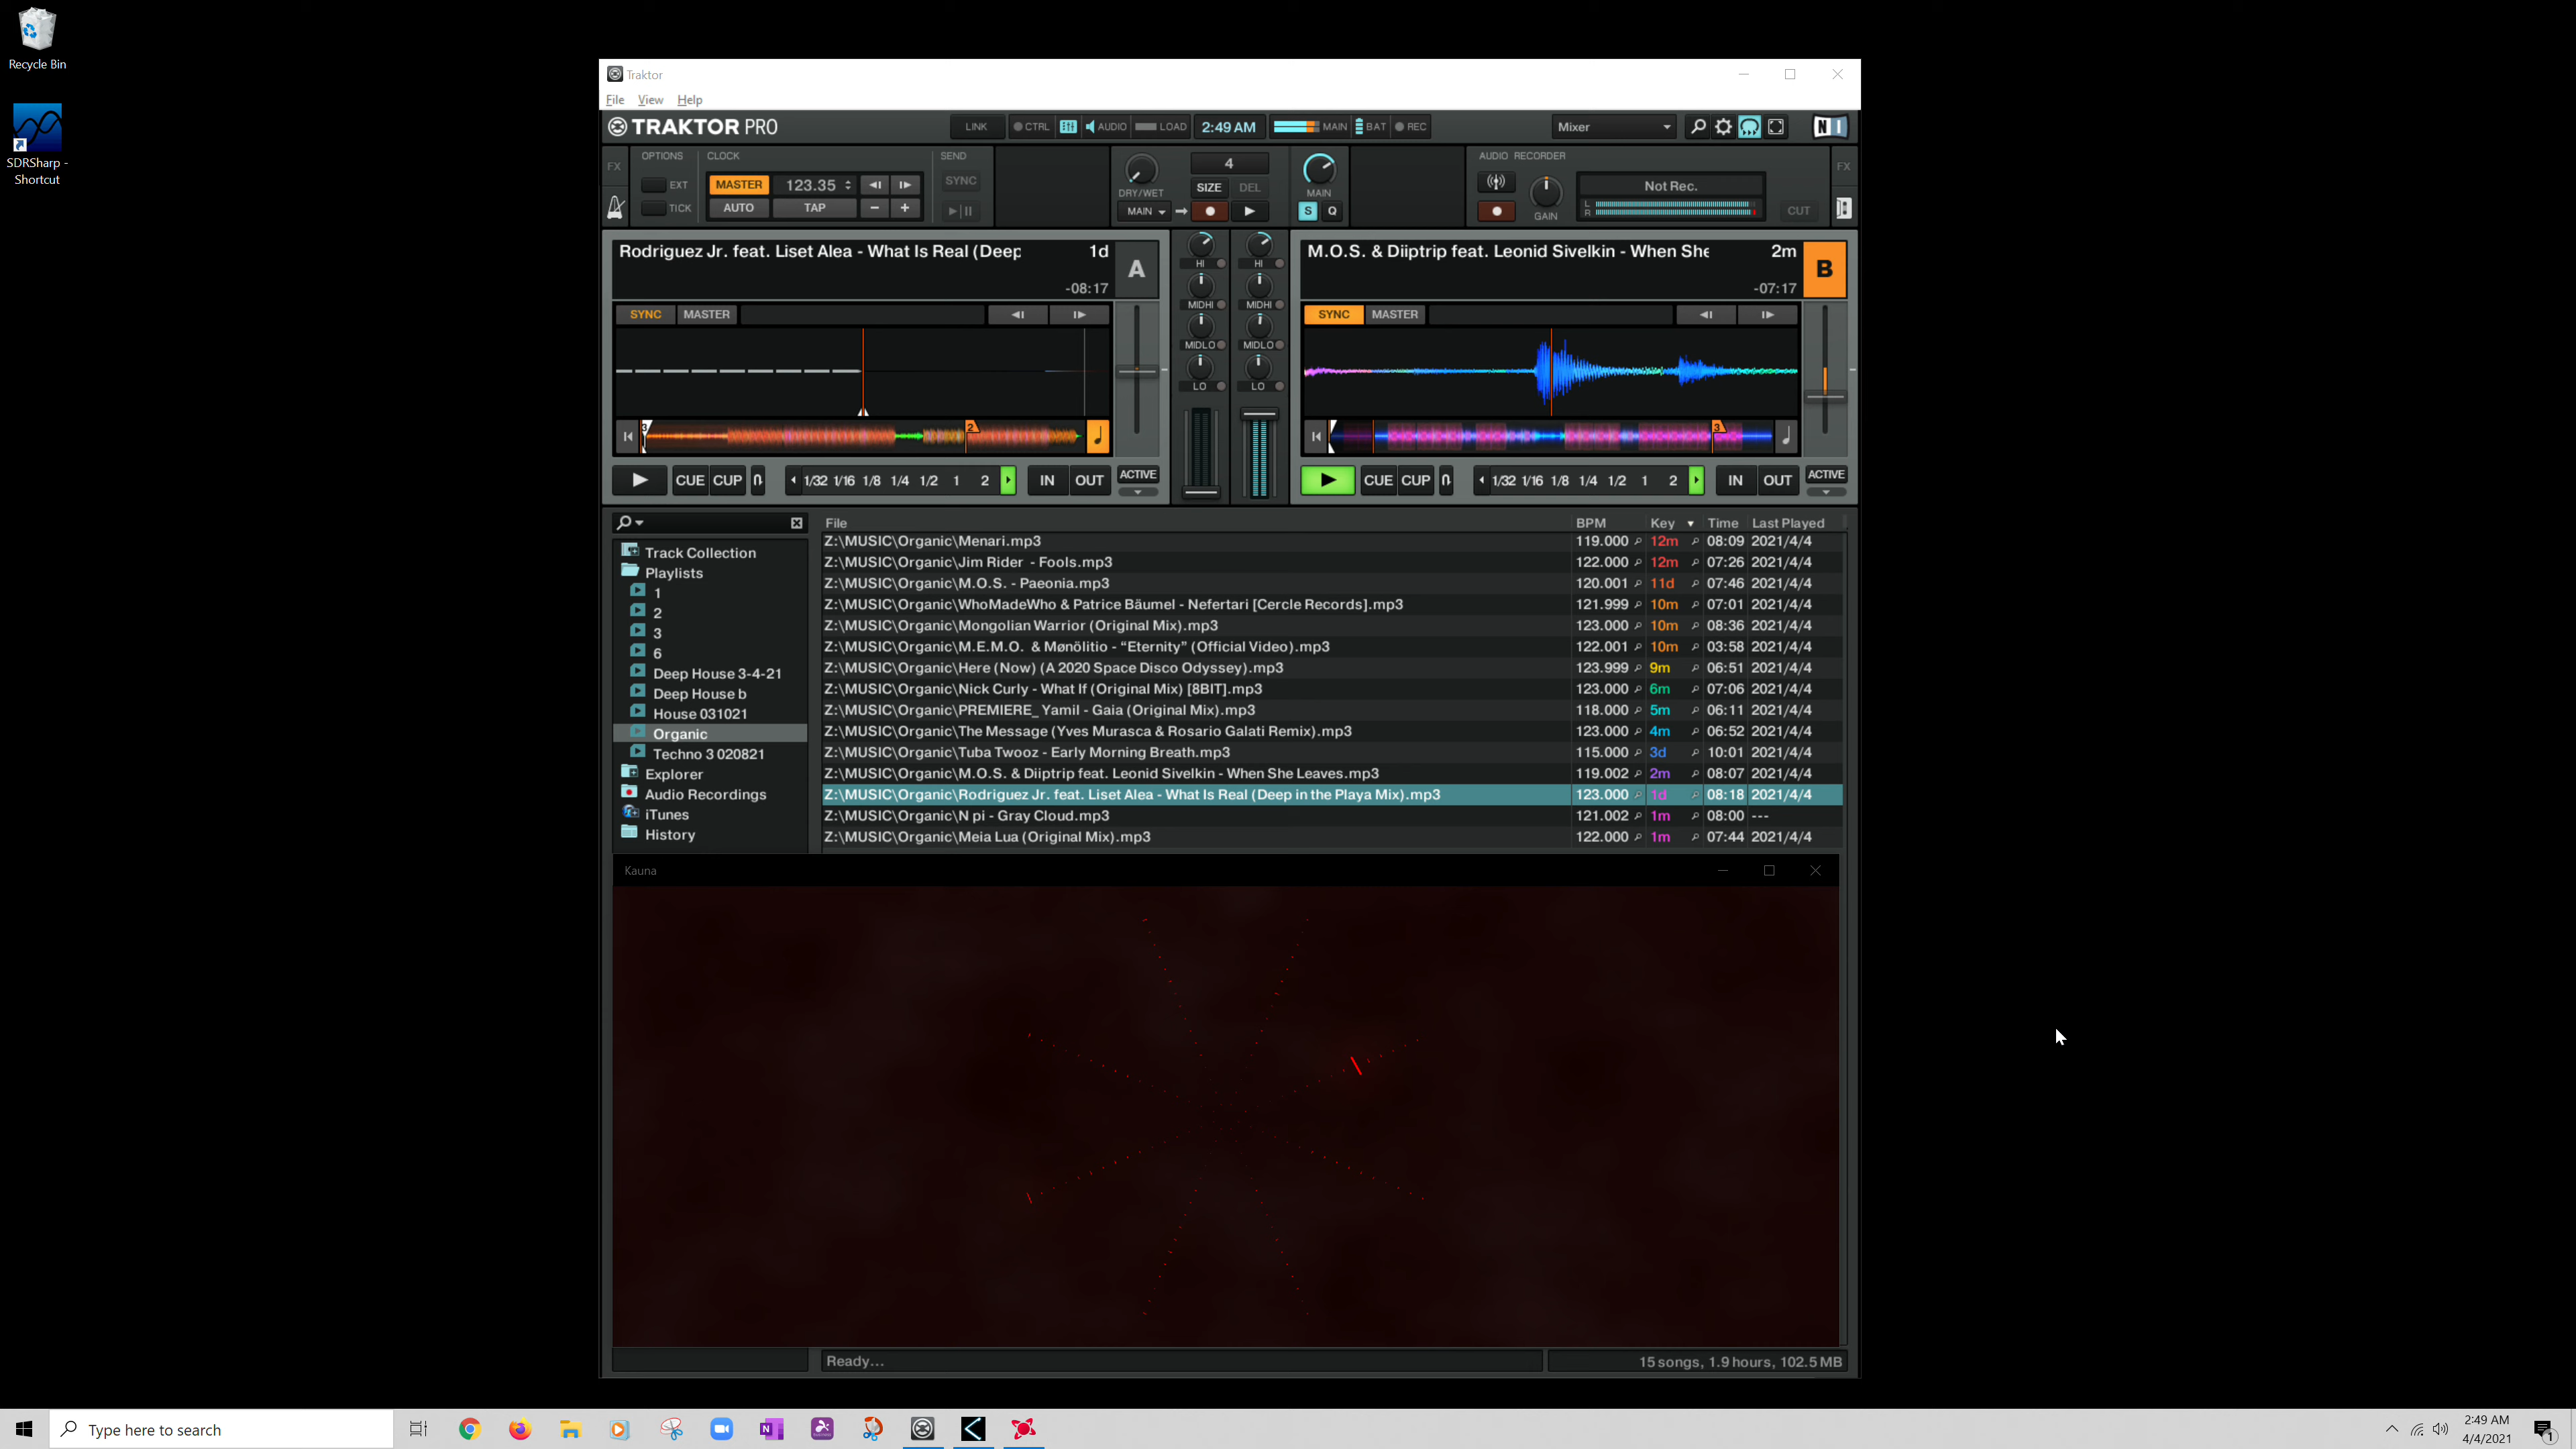 Recycle Bin
SDRSharp -
Shortcut
Traktor
File View Help
TRAKTOR PRO
LINK CTRL AUDIO LOAD 2:49 AM MAIN BAT REC Mixer N I
FX OPTIONS CLOCK SEND 4 AUDIO RECORDER FX
EXT MASTER 123.35 SYNC DRY/WET SIZE DEL MAIN Not Rec.
TICK AUTO TAP - + MAIN S Q GAIN L R CUT
Rodriguez Jr. feat. Liset Alea - What Is Real (Deep 1d A
-08:17
SYNC MASTER
3 2
CUE CUP 1/32 1/16 1/8 1/4 1/2 1 2 IN OUT ACTIVE
HI HI
MIDHI MIDHI
MIDLO MIDLO
LO LO
M.O.S. & Diiptrip feat. Leonid Sivelkin - When She 2m B
-07:17
SYNC MASTER
3
CUE CUP 1/32 1/16 1/8 1/4 1/2 1 2 IN OUT ACTIVE
Track Collection
Playlists
1
2
3
6
Deep House 3-4-21
Deep House b
House 031021
Organic
Techno 3 020821
Explorer
Audio Recordings
iTunes
History
File BPM Key Time Last Played
Z:\MUSIC\Organic\Menari.mp3 119.000 12m 08:09 2021/4/4
Z:\MUSIC\Organic\Jim Rider - Fools.mp3 122.000 12m 07:26 2021/4/4
Z:\MUSIC\Organic\M.O.S. - Paeonia.mp3 120.001 11d 07:46 2021/4/4
Z:\MUSIC\Organic\WhoMadeWho & Patrice Bäumel - Nefertari [Cercle Records].mp3 121.999 10m 07:01 2021/4/4
Z:\MUSIC\Organic\Mongolian Warrior (Original Mix).mp3 123.000 10m 08:36 2021/4/4
Z:\MUSIC\Organic\M.E.M.O. & Mønölitio - “Eternity” (Official Video).mp3 122.001 10m 03:58 2021/4/4
Z:\MUSIC\Organic\Here (Now) (A 2020 Space Disco Odyssey).mp3 123.999 9m 06:51 2021/4/4
Z:\MUSIC\Organic\Nick Curly - What If (Original Mix) [8BIT].mp3 123.000 6m 07:06 2021/4/4
Z:\MUSIC\Organic\PREMIERE_ Yamil - Gaia (Original Mix).mp3 118.000 5m 06:11 2021/4/4
Z:\MUSIC\Organic\The Message (Yves Murasca & Rosario Galati Remix).mp3 123.000 4m 06:52 2021/4/4
Z:\MUSIC\Organic\Tuba Twooz - Early Morning Breath.mp3 115.000 3d 10:01 2021/4/4
Z:\MUSIC\Organic\M.O.S. & Diiptrip feat. Leonid Sivelkin - When She Leaves.mp3 119.002 2m 08:07 2021/4/4
Z:\MUSIC\Organic\Rodriguez Jr. feat. Liset Alea - What Is Real (Deep in the Playa Mix).mp3 123.000 1d 08:18 2021/4/4
Z:\MUSIC\Organic\N pi - Gray Cloud.mp3 121.002 1m 08:00 ---
Z:\MUSIC\Organic\Meia Lua (Original Mix).mp3 122.000 1m 07:44 2021/4/4
Kauna
Ready... 15 songs, 1.9 hours, 102.5 MB
Type here to search
2:49 AM
4/4/2021
1